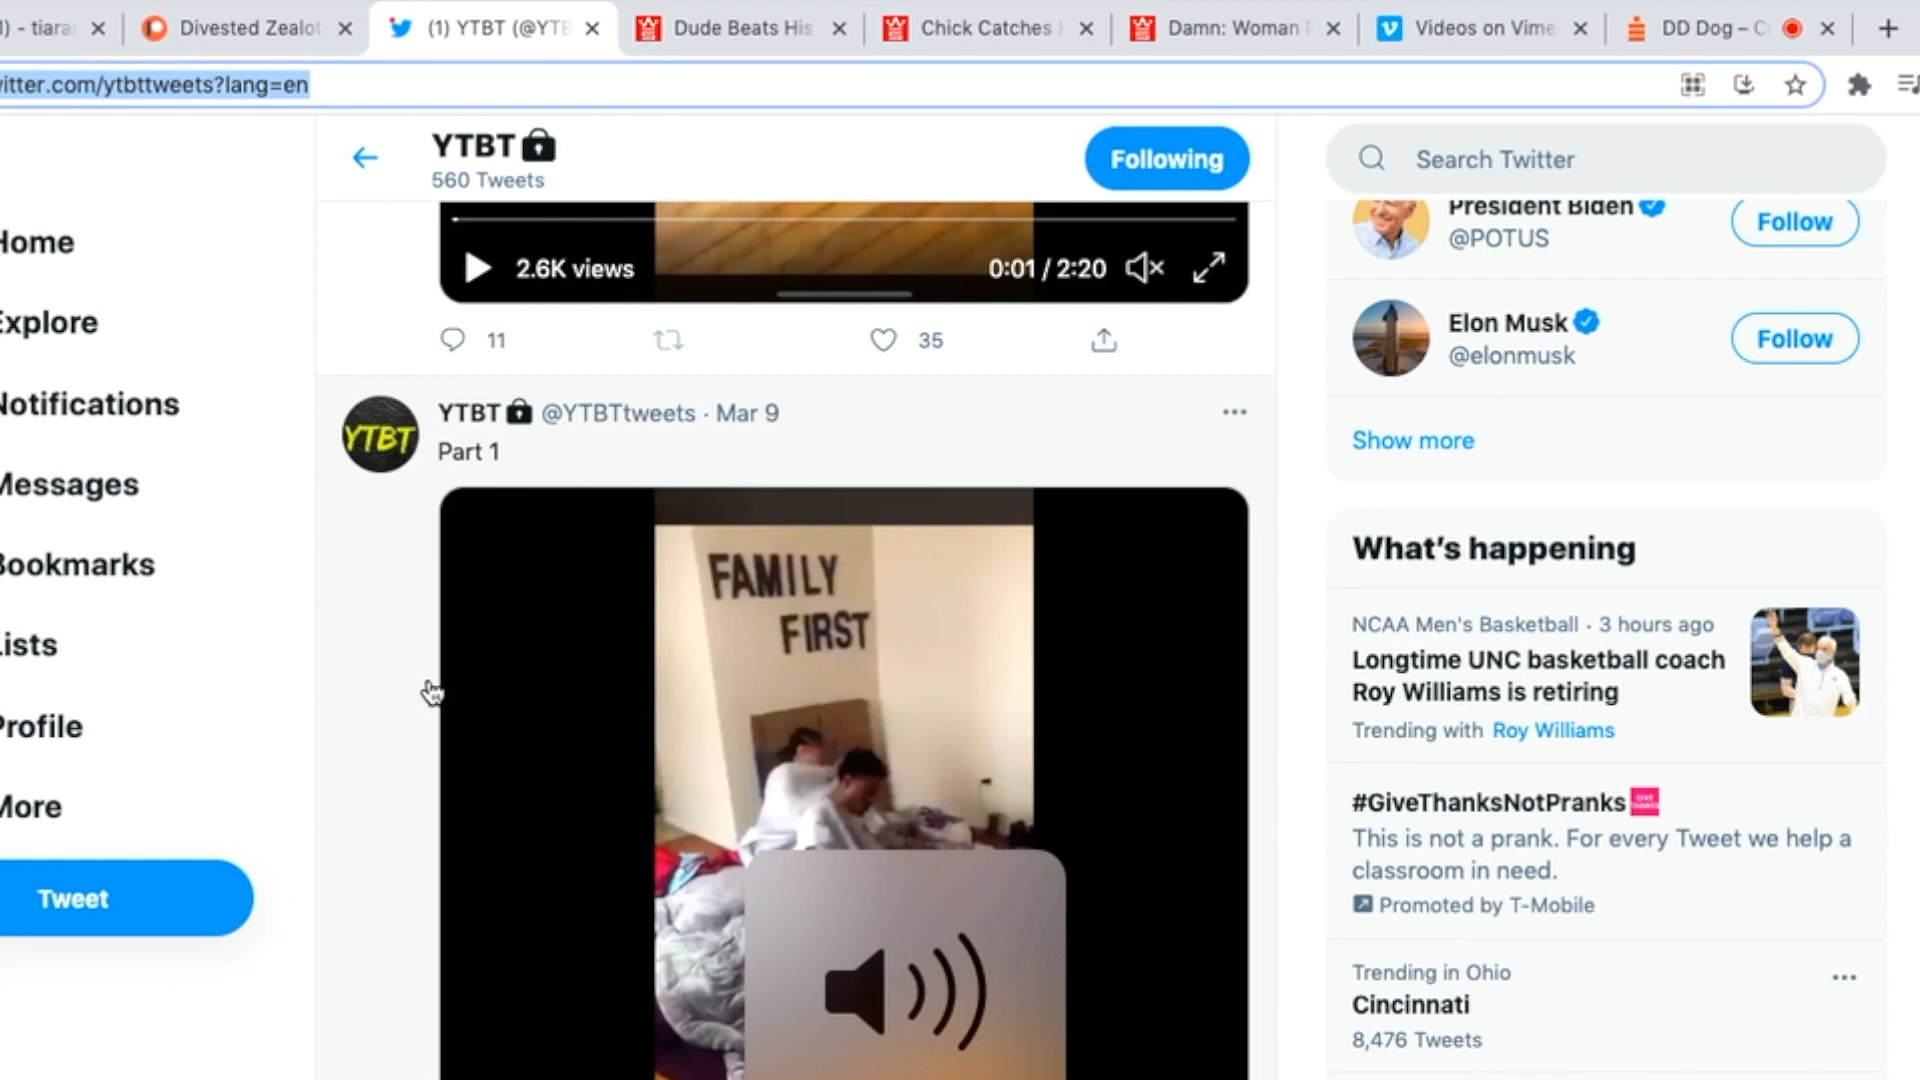 1) - tiara
Divested Zealot
(1) YTBT (@YTB
Dude Beats His
Chick Catches H
Damn: Woman P
Videos on Vime
DD Dog – C
itter.com/ytbttweets?lang=en
YTBT
560 Tweets
Following
Search Twitter
President Biden
@POTUS
Follow
Home
2.6K views
0:01 / 2:20
Elon Musk
@elonmusk
Follow
Explore
11
35
Notifications
YTBT @YTBTtweets · Mar 9
Part 1
YTBT
Show more
Messages
FAMILY
FIRST
What's happening
Bookmarks
NCAA Men's Basketball · 3 hours ago
Longtime UNC basketball coach
Roy Williams is retiring
Trending with Roy Williams
Lists
Profile
More
#GiveThanksNotPranks
This is not a prank. For every Tweet we help a
classroom in need.
Promoted by T-Mobile
Tweet
Trending in Ohio
Cincinnati
8,476 Tweets